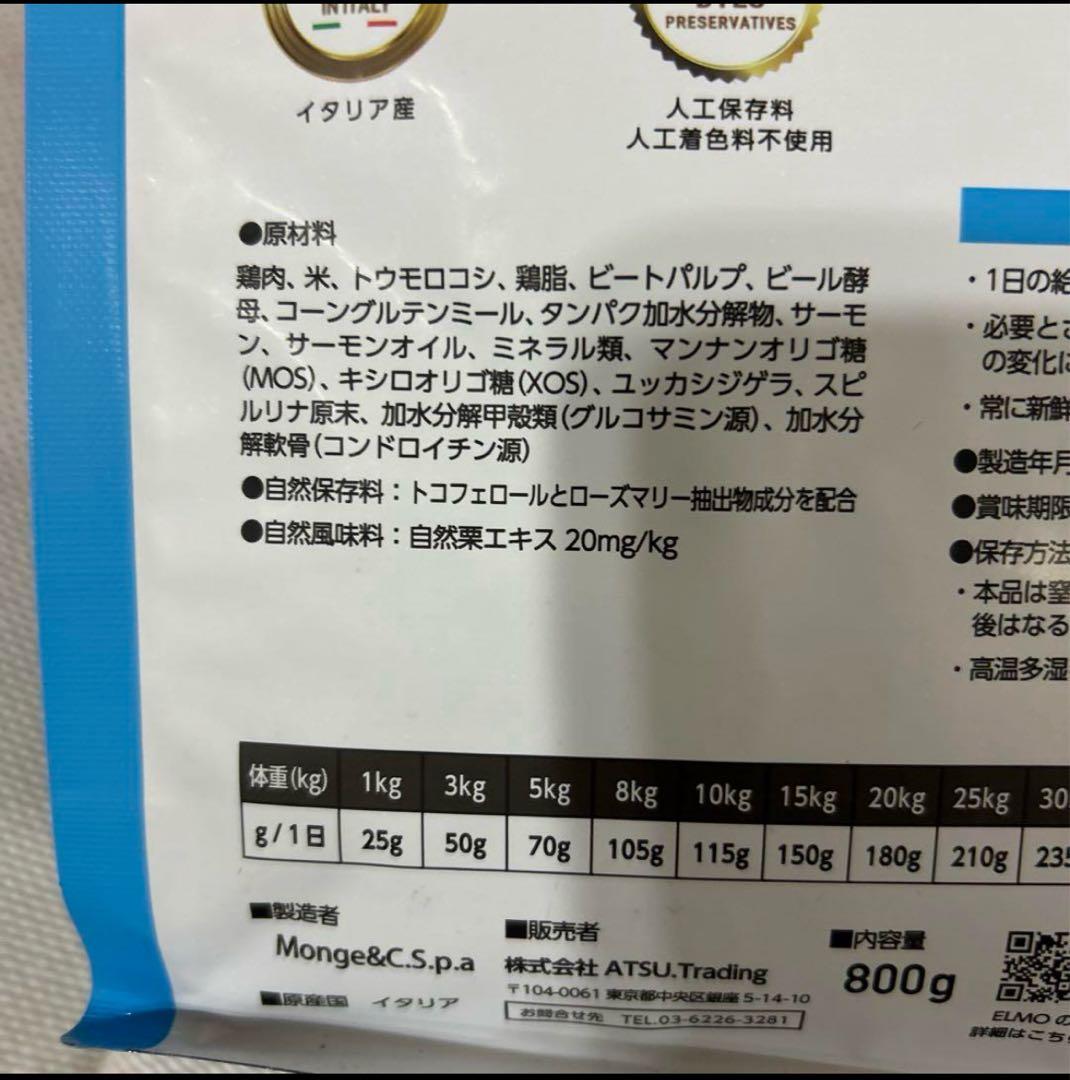 IN ITALY
PRESERVATIVES
イタリア産
人工保存料
人工着色料不使用
●原材料
鶏肉、米、トウモロコシ、鶏脂、ビートパルプ、ビール酵
母、コーングルテンミール、タンパク加水分解物、サーモ
ン、サーモンオイル、ミネラル類、マンナンオリゴ糖
(MOS)、キシロオリゴ糖(XOS)、ユッカシジゲラ、スピ
ルリナ原末、加水分解甲殻類(グルコサミン源)、加水分
解軟骨(コンドロイチン源)
●自然保存料：トコフェロールとローズマリー抽出物成分を配合
●自然風味料：自然栗エキス 20mg/kg
・1日の給
・必要とさ
の変化に
・常に新鮮
●製造年月
●賞味期限
●保存方法
・本品は窒
後はなる
・高温多湿
体重(kg) 1kg 3kg 5kg 8kg 10kg 15kg 20kg 25kg 30
g/1日 25g 50g 70g 105g 115g 150g 180g 210g 235
■製造者
Monge&C.S.p.a
■原産国 イタリア
■販売者
株式会社 ATSU.Trading
〒104-0061 東京都中央区銀座 5-14-10
お問合せ先 TEL.03-6226-3281
■内容量
800g
ELMO の
詳細はこち